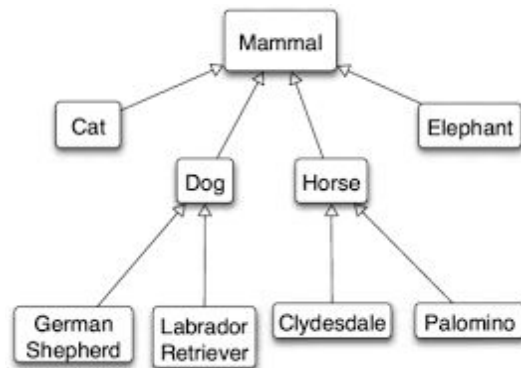 Mammal
Cat
Elephant
Dog
Horse
German
Shepherd
Labrador
Retriever
Clydesdale
Palomino